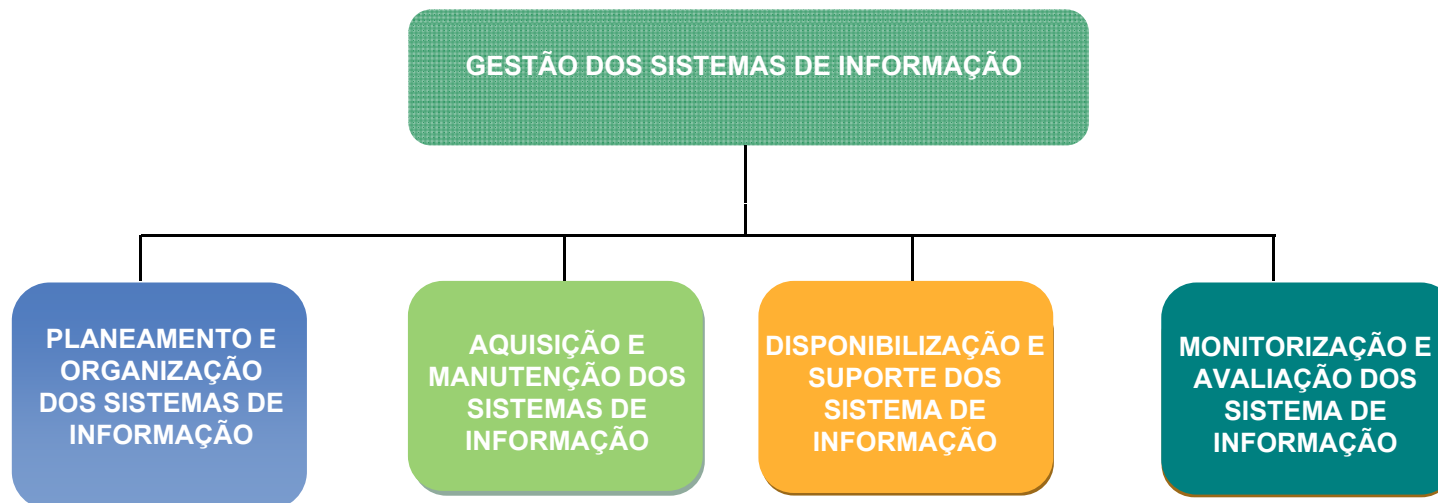 GESTÃO DOS SISTEMAS DE INFORMAÇÃO
PLANEAMENTO E
ORGANIZAÇÃO
DOS SISTEMAS DE
INFORMAÇÃO
AQUISIÇÃO E
MANUTENÇÃO DOS
SISTEMAS DE
INFORMAÇÃO
DISPONIBILIZAÇÃO E
SUPORTE DOS
SISTEMA DE
INFORMAÇÃO
MONITORIZAÇÃO E
AVALIAÇÃO DOS
SISTEMA DE
INFORMAÇÃO